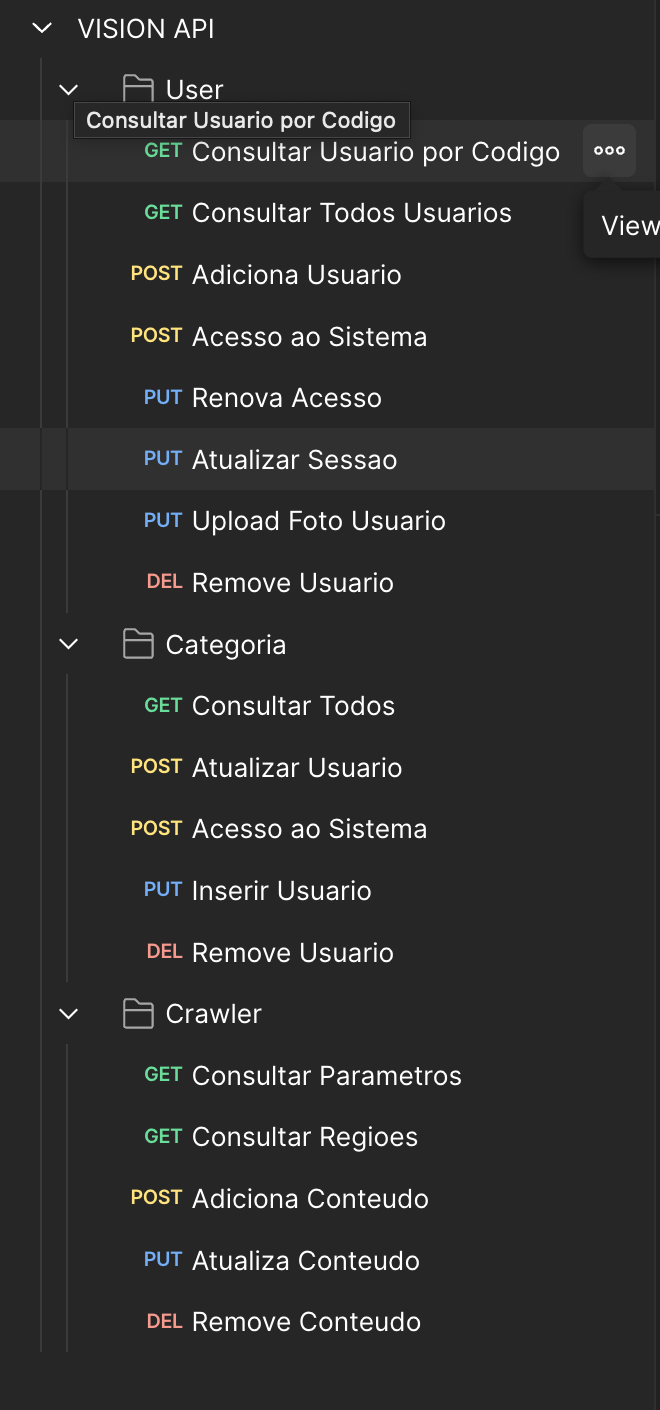 VISION API
User
Consultar Usuario por Codigo
GET Consultar Usuario por Codigo
View
GET Consultar Todos Usuarios
POST Adiciona Usuario
POST Acesso ao Sistema
PUT Renova Acesso
PUT Atualizar Sessao
PUT Upload Foto Usuario
DEL Remove Usuario
Categoria
GET Consultar Todos
POST Atualizar Usuario
POST Acesso ao Sistema
PUT Inserir Usuario
DEL Remove Usuario
Crawler
GET Consultar Parametros
GET Consultar Regioes
POST Adiciona Conteudo
PUT Atualiza Conteudo
DEL Remove Conteudo